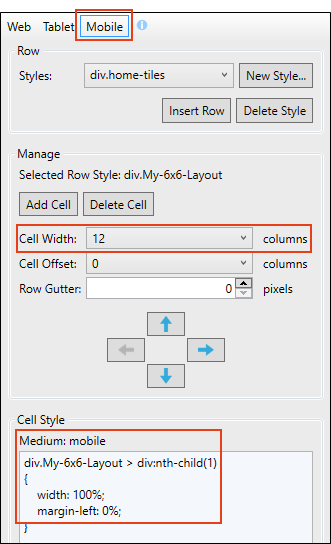 Web Tablet Mobile
Row
Styles: div.home-tiles New Style...
Insert Row Delete Style
Manage
Selected Row Style: div.My-6x6-Layout
Add Cell Delete Cell
Cell Width: 12 columns
Cell Offset: 0 columns
Row Gutter: 0 pixels
Cell Style
Medium: mobile
div.My-6x6-Layout > div:nth-child(1)
{
width: 100%;
margin-left: 0%;
}